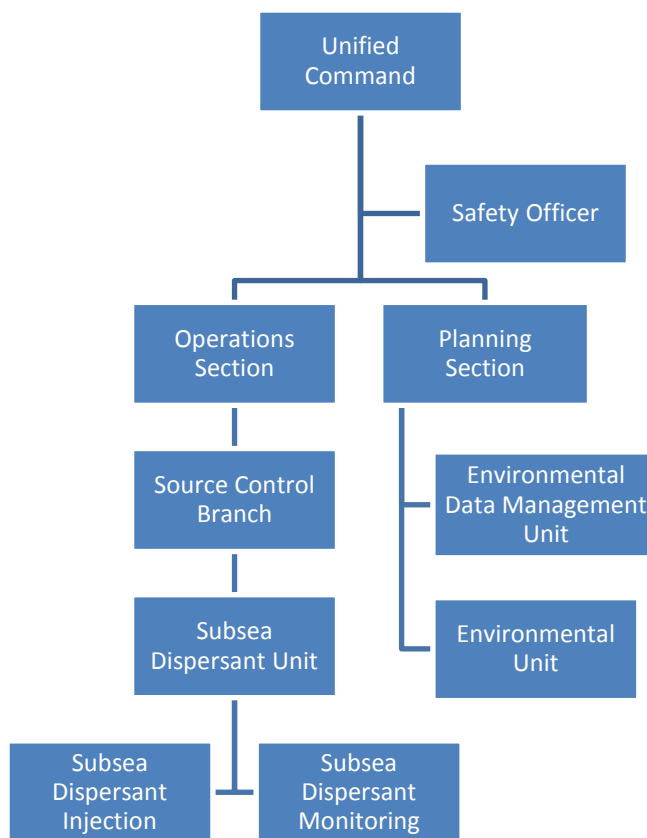 Unified
Command
Safety Officer
Operations
Section
Planning
Section
Source Control
Branch
Environmental
Data Management
Unit
Subsea
Dispersant Unit
Environmental
Unit
Subsea
Dispersant
Injection
Subsea
Dispersant
Monitoring